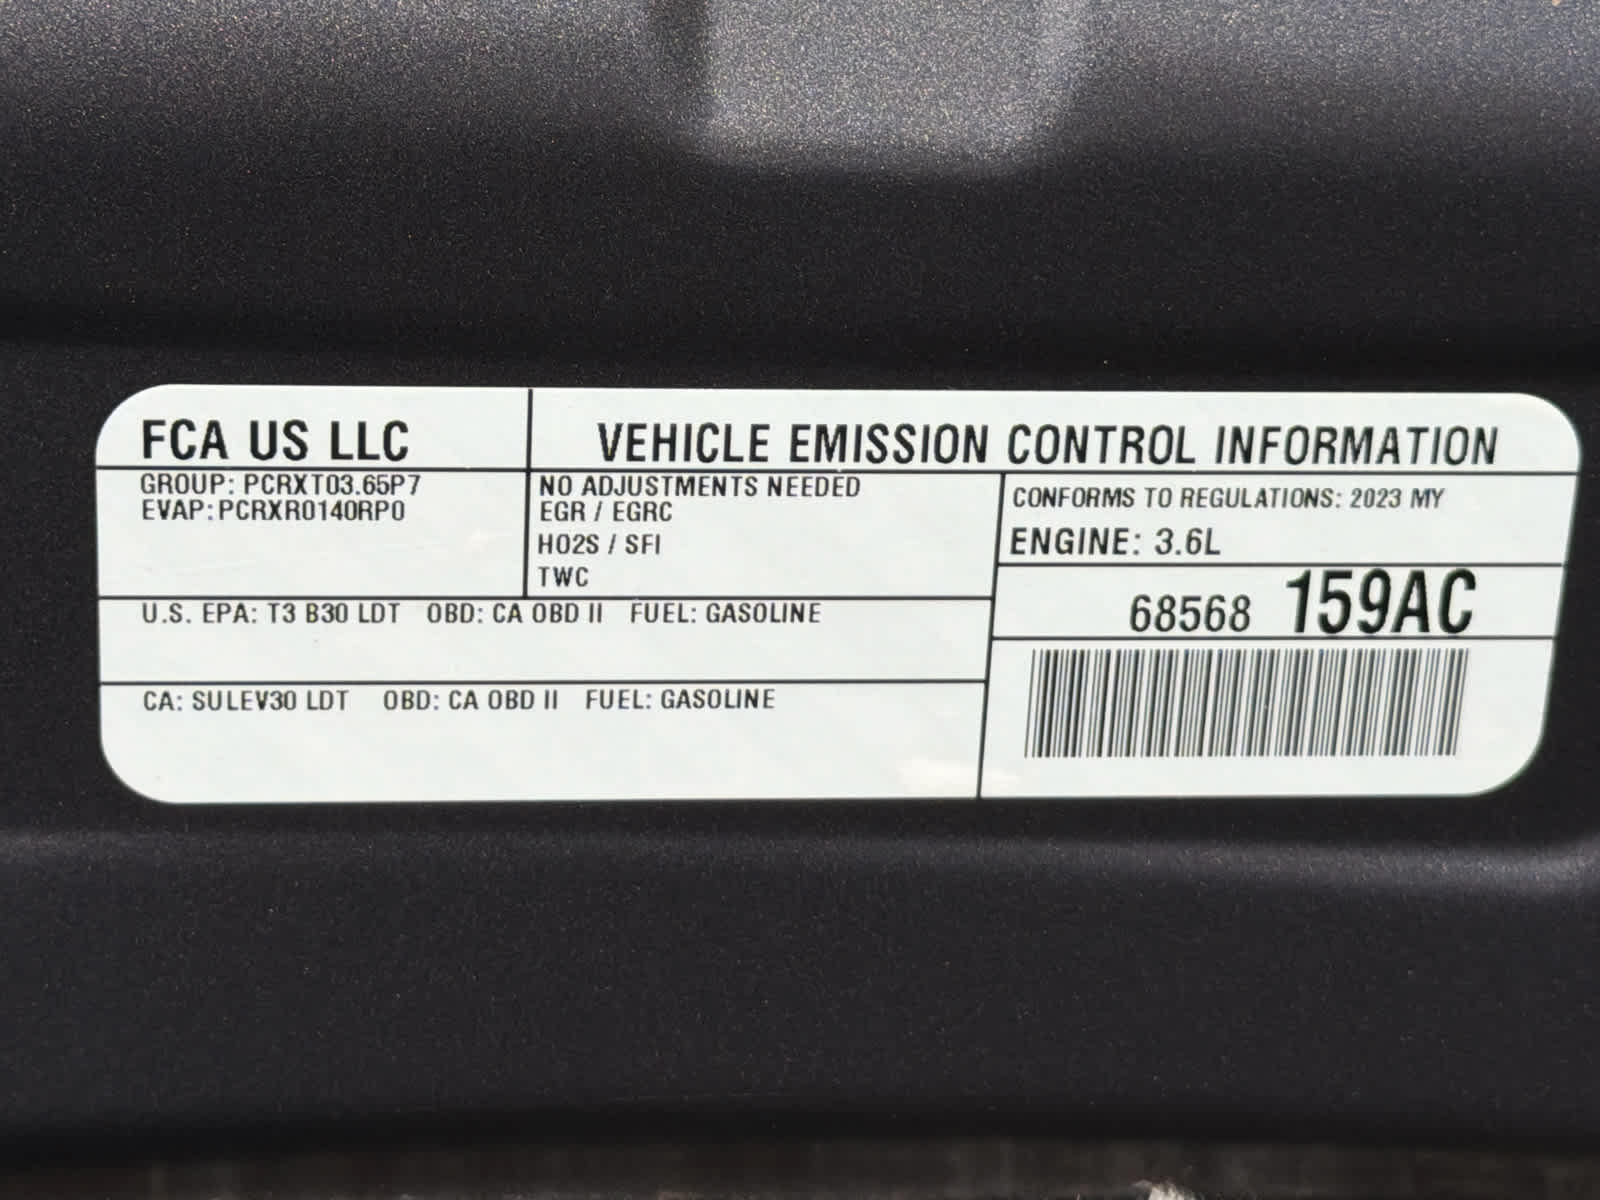 FCA US LLC
VEHICLE EMISSION CONTROL INFORMATION
GROUP: PCRXT03.65P7
EVAP: PCRXR0140RP0
NO ADJUSTMENTS NEEDED
EGR / EGRC
HO2S / SFI
TWC
CONFORMS TO REGULATIONS: 2023 MY
ENGINE: 3.6L
68568 159AC
U.S. EPA: T3 B30 LDT OBD: CA OBD II FUEL: GASOLINE
CA: SULEV30 LDT OBD: CA OBD II FUEL: GASOLINE